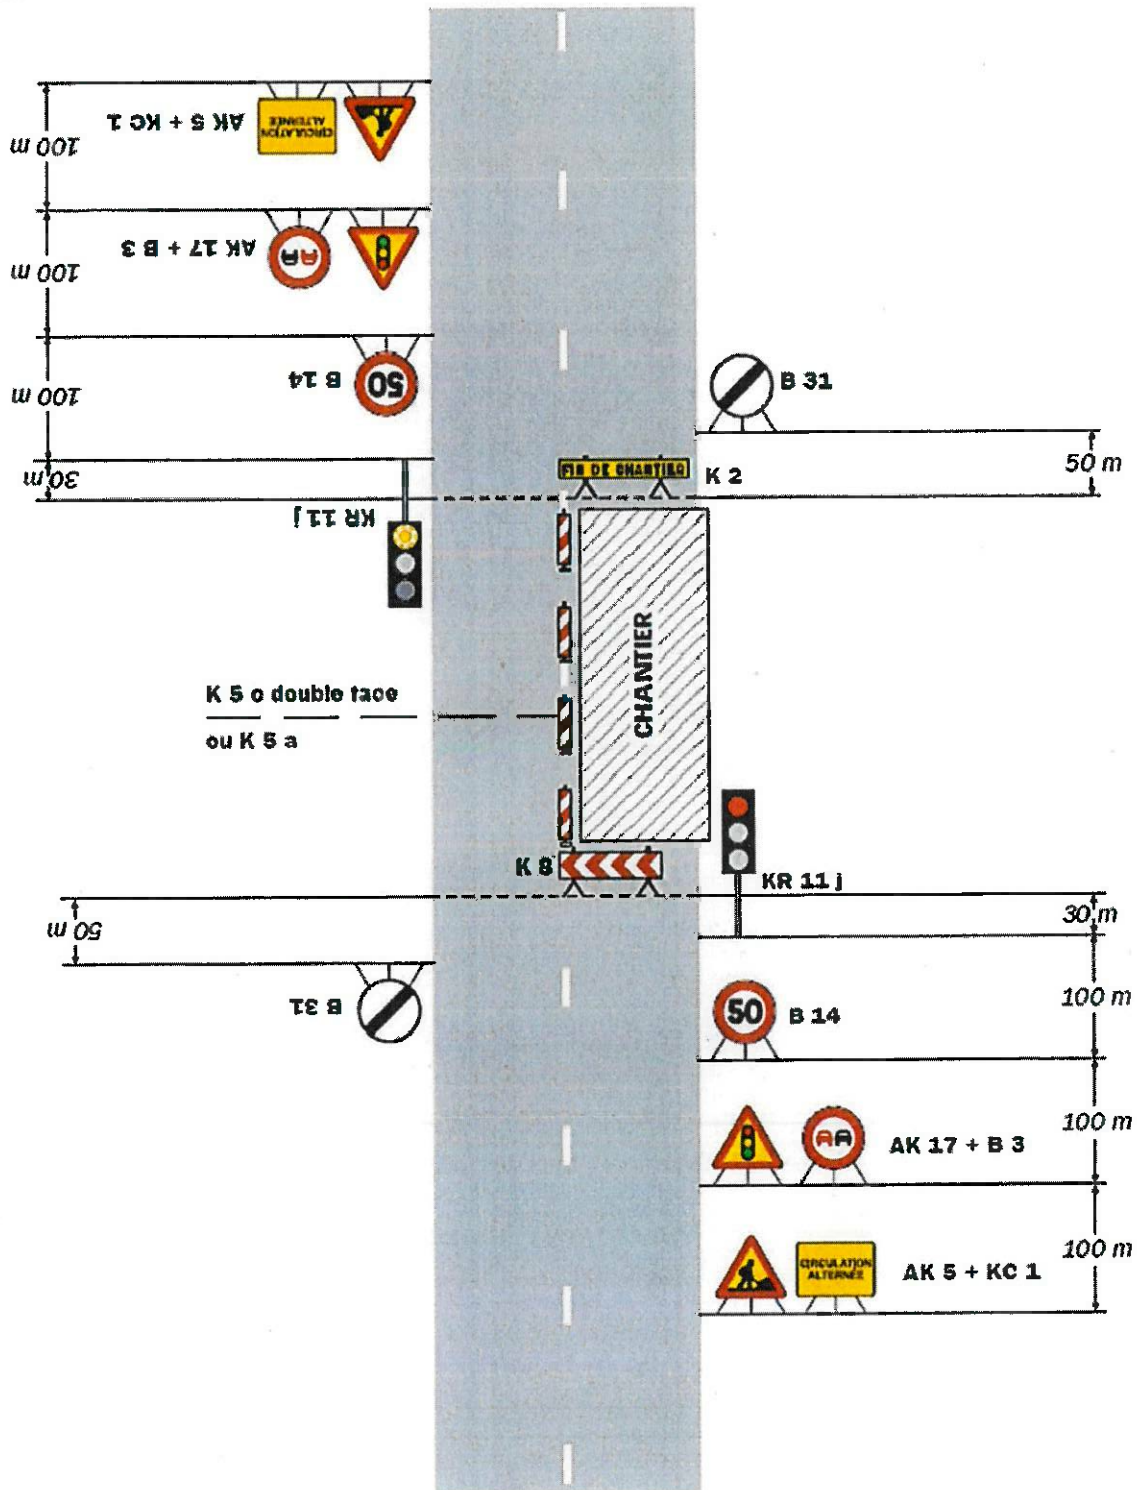 AK 5 + KC 1
CIRCULATION
ALTERNÉE
100 m
AK 17 + B 3
100 m
B 14
50
100 m
30 m
KR 11 j
B 31
50 m
FIN DE CHANTIER
K 2
CHANTIER
K 5 c double face
ou K 5 a
K 8
KR 11 j
30 m
50 m
B 31
100 m
50
B 14
100 m
AK 17 + B 3
100 m
CIRCULATION
ALTERNÉE
AK 5 + KC 1